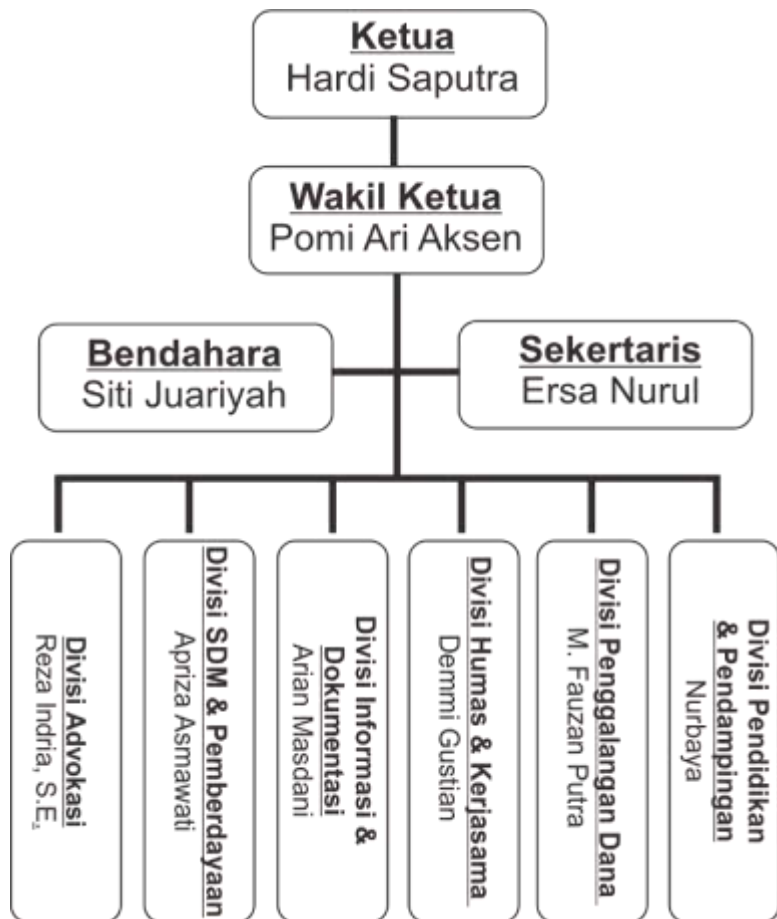 Ketua
Hardi Saputra
Wakil Ketua
Pomi Ari Aksen
Bendahara
Siti Juariyah
Sekertaris
Ersa Nurul
Divisi Advokasi
Reza Indria, S.E.
Divisi SDM & Pemberdayaan
Apriza Asmawati
Divisi Informasi &
Dokumentasi
Arian Masdani
Divisi Humas & Kerjasama
Demmi Gustian
Divisi Penggalangan Dana
M. Fauzan Putra
Divisi Pendidikan
& Pendampingan
Nurbaya